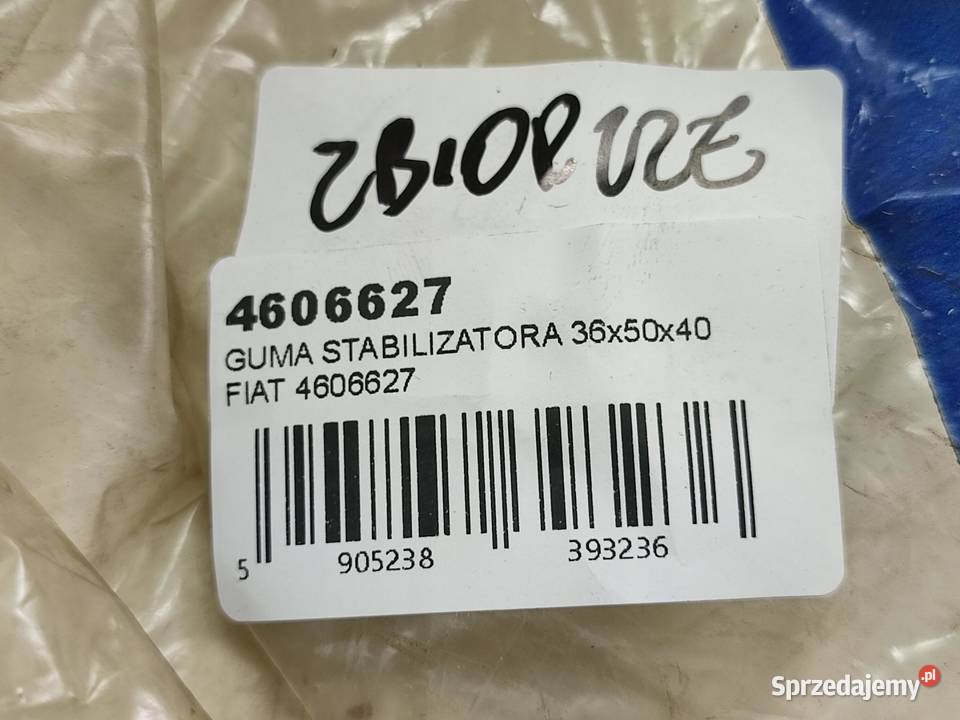 ZBIORCZE
4606627
GUMA STABILIZATORA 36x50x40
FIAT 4606627
5 905238 393236
Sprzedajemy.pl